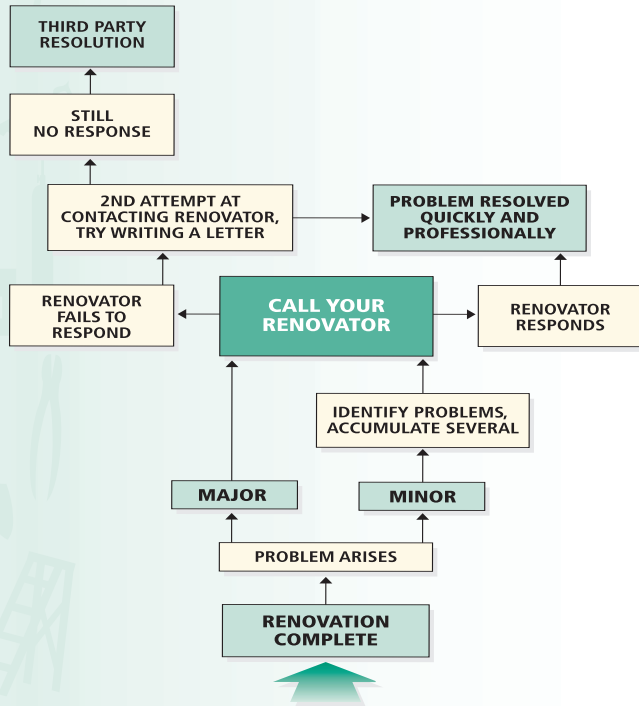 THIRD PARTY
RESOLUTION
STILL
NO RESPONSE
2ND ATTEMPT AT
CONTACTING RENOVATOR,
TRY WRITING A LETTER
PROBLEM RESOLVED
QUICKLY AND
PROFESSIONALLY
RENOVATOR
FAILS TO
RESPOND
CALL YOUR
RENOVATOR
RENOVATOR
RESPONDS
IDENTIFY PROBLEMS,
ACCUMULATE SEVERAL
MAJOR
MINOR
PROBLEM ARISES
RENOVATION
COMPLETE